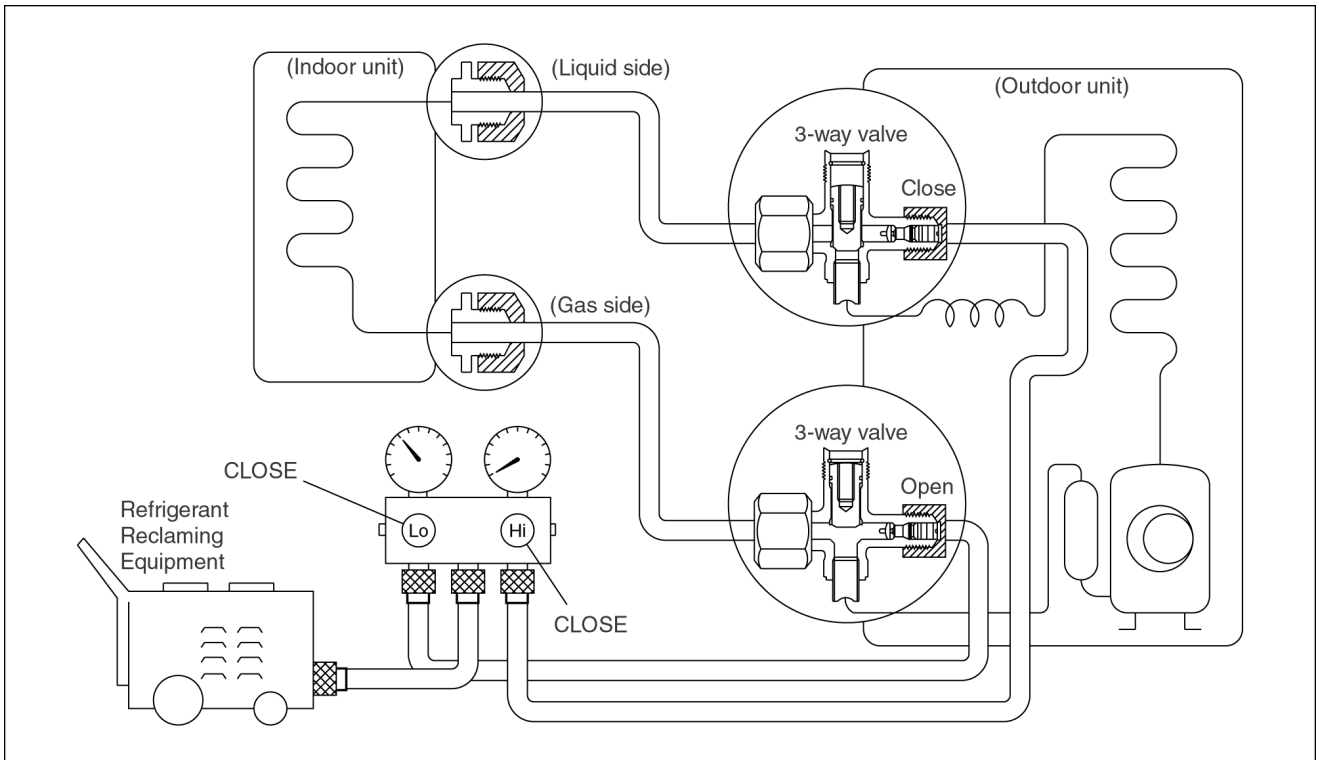 (Indoor unit)
(Liquid side)
(Outdoor unit)
3-way valve
Close
(Gas side)
3-way valve
Open
CLOSE
Refrigerant
Reclaming
Equipment
Lo
Hi
CLOSE